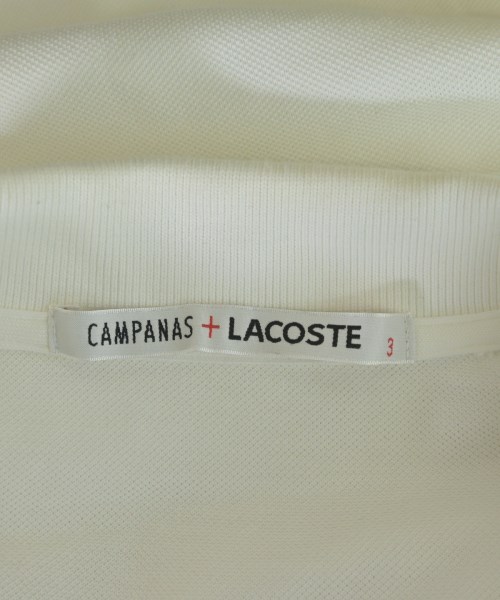 CAMPANAS + LACOSTE 3